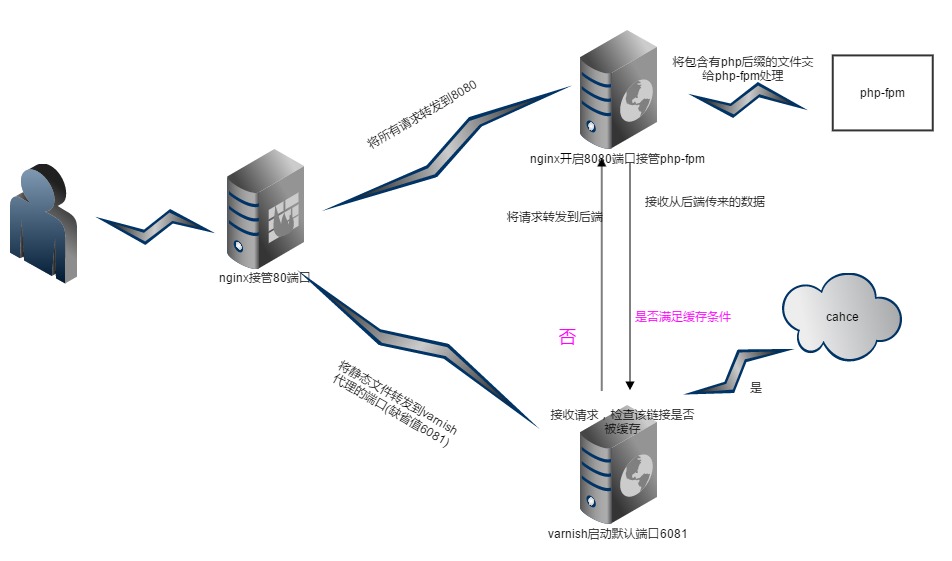 将包含有php后缀的文件交
给php-fpm处理
php-fpm
将所有请求转发到8080
nginx开启8080端口接管php-fpm
接收从后端传来的数据
将请求转发到后端
nginx接管80端口
cahce
是否满足缓存条件
否
是
将静态文件转发到varnish
代理的端口(缺省值6081)
接收请求，检查该链接是否
被缓存
varnish启动默认端口6081